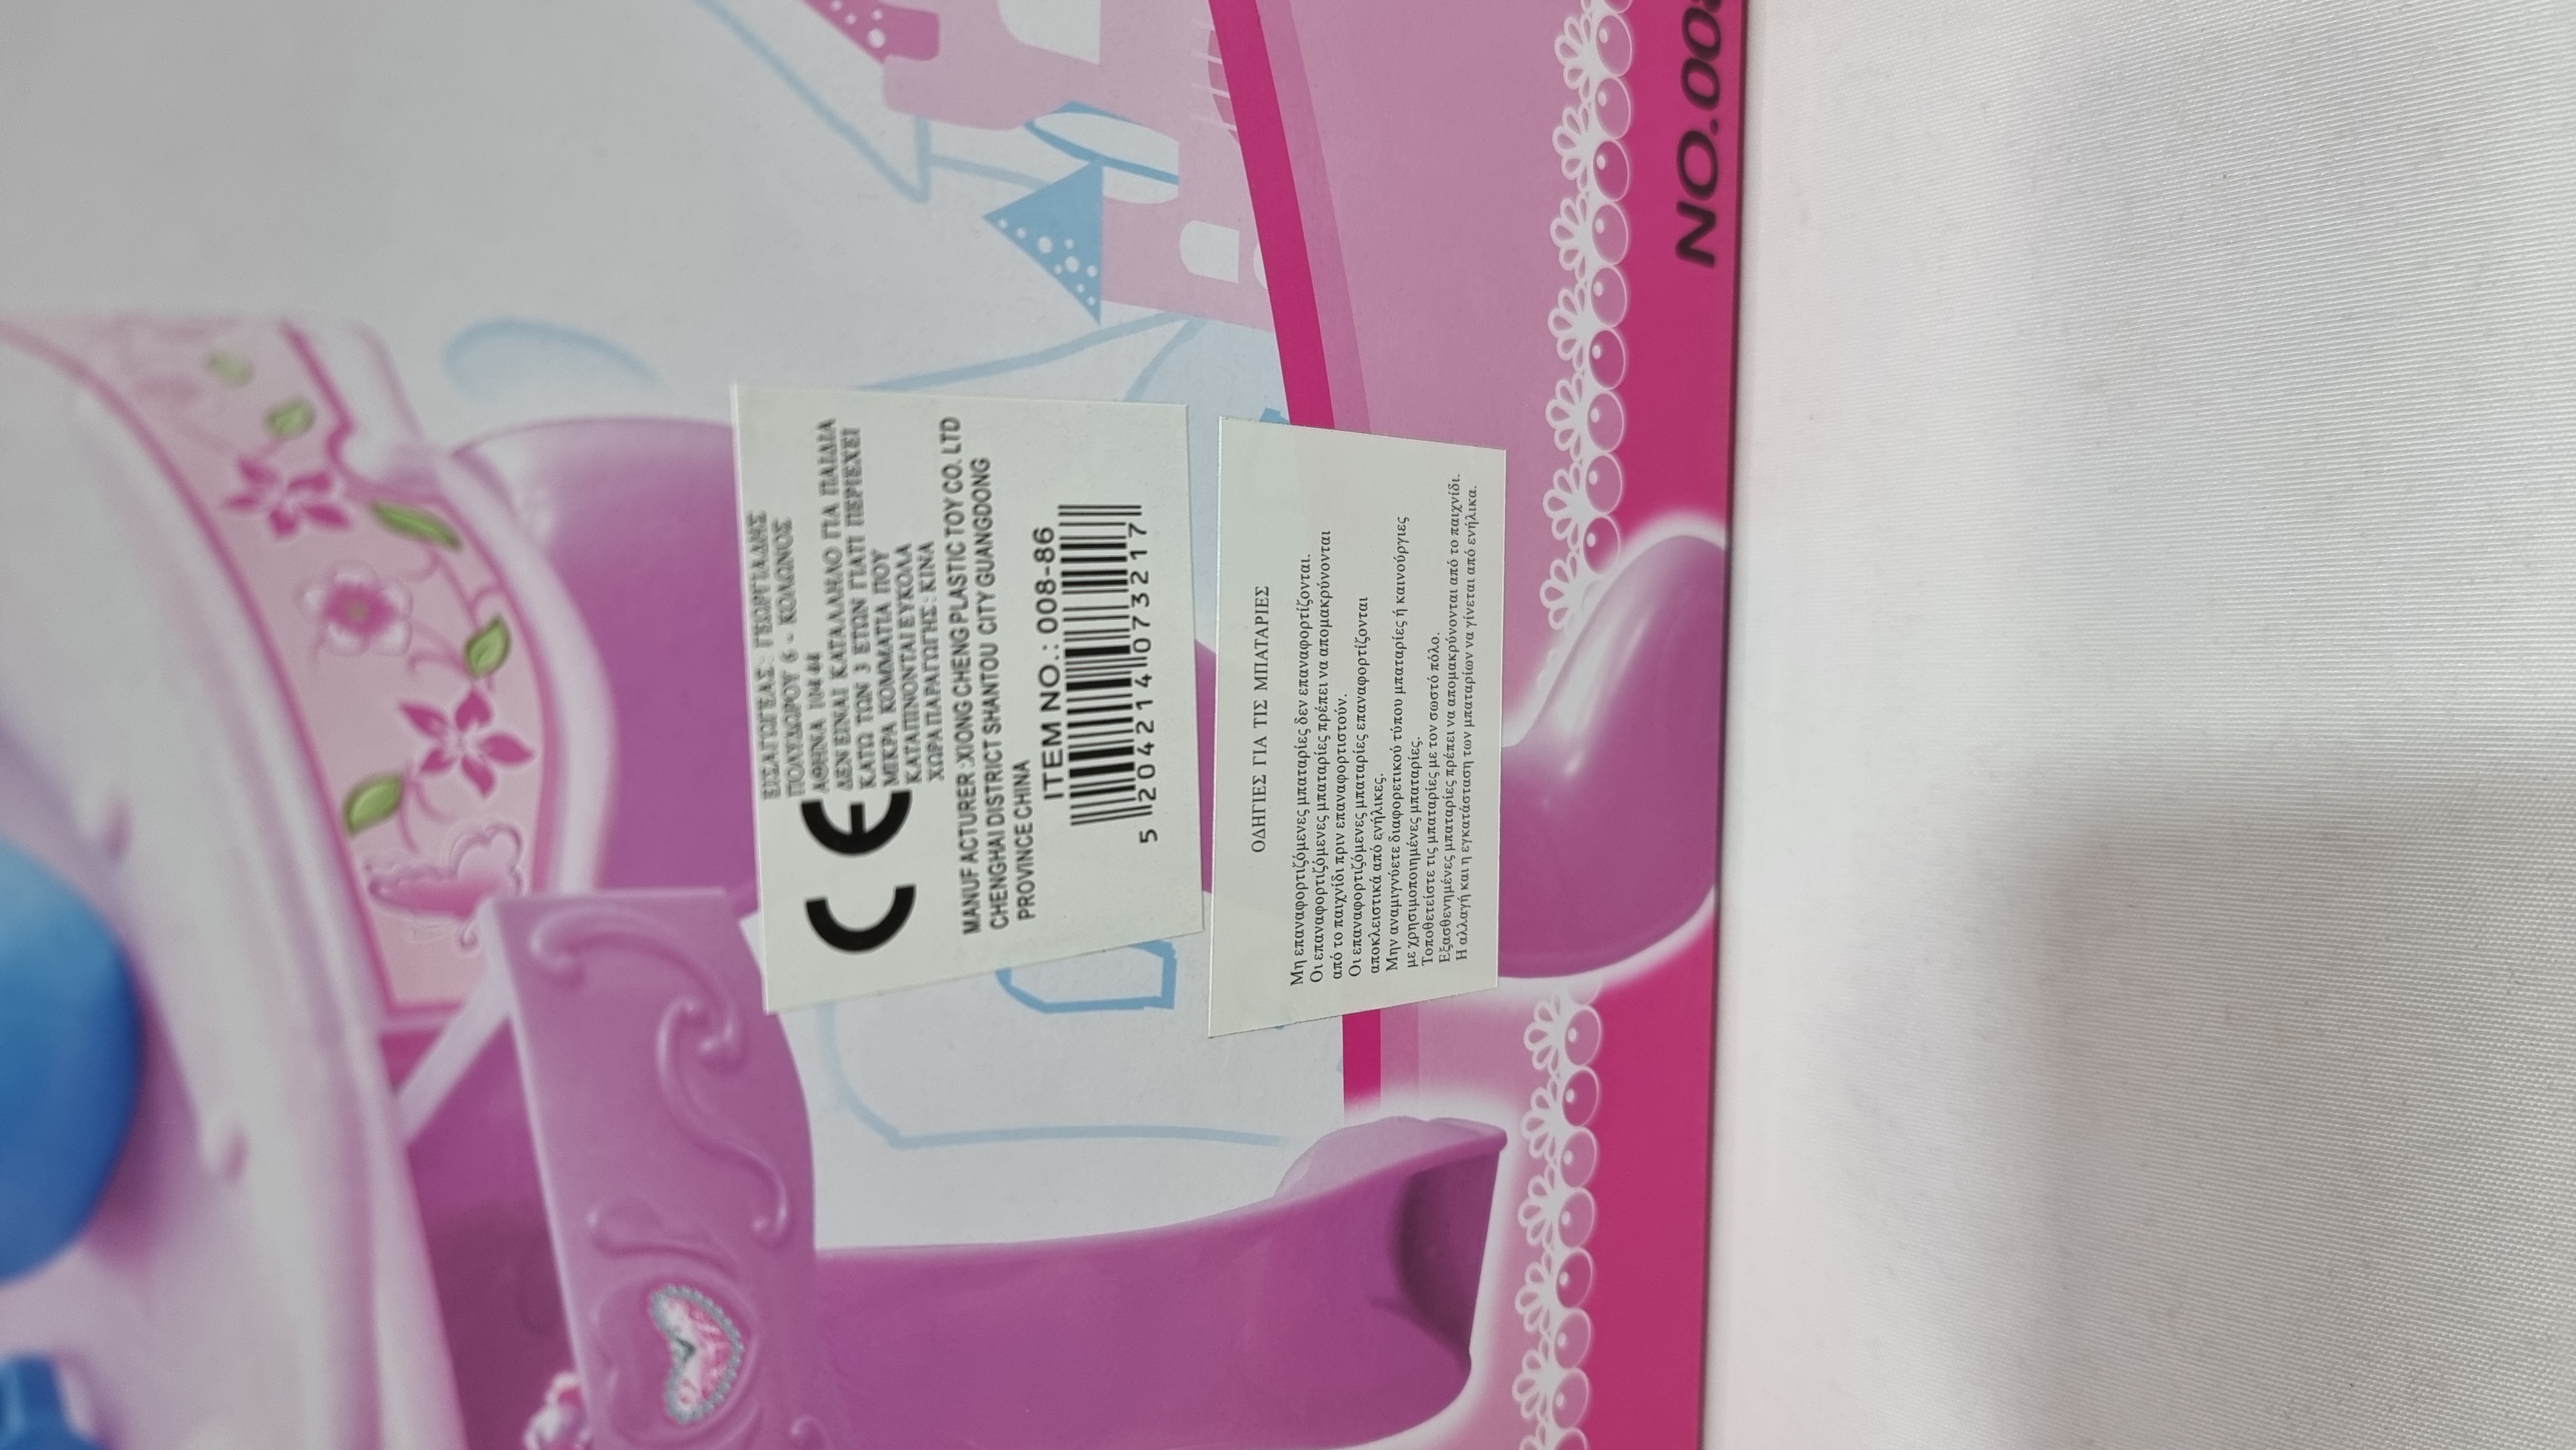 CE
ΕΙΣΑΓΩΓΕΑΣ: ΓΕΩΡΓΙΑΔΗΣ
ΠΟΛΥΔΩΡΟΥ 6 - ΚΟΛΩΝΟΣ
ΑΘΗΝΑ 104 44
ΔΕΝ ΕΙΝΑΙ ΚΑΤΑΛΛΗΛΟ ΓΙΑ ΠΑΙΔΙΑ
ΚΑΤΩ ΤΩΝ 3 ΕΤΩΝ ΓΙΑΤΙ ΠΕΡΙΕΧΕΙ
ΜΙΚΡΑ ΚΟΜΜΑΤΙΑ ΠΟΥ
ΚΑΤΑΠΙΝΟΝΤΑΙ ΕΥΚΟΛΑ
ΧΩΡΑ ΠΑΡΑΓΩΓΗΣ: ΚΙΝΑ
MANUF ACTURER :XIONG CHENG PLASTIC TOY CO. LTD
CHENGHAI DISTRICT SHANTOU CITY GUANGDONG
PROVINCE CHINA
ITEM NO.: 008-86
5 204214 073217
ΟΔΗΓΙΕΣ ΓΙΑ ΤΙΣ ΜΠΑΤΑΡΙΕΣ
Μη επαναφορτιζόμενες μπαταρίες δεν επαναφορτίζονται.
Οι επαναφορτιζόμενες μπαταρίες πρέπει να απομακρύνονται
από το παιχνίδι πριν επαναφορτιστούν.
Οι επαναφορτιζόμενες μπαταρίες επαναφορτίζονται
αποκλειστικά από ενήλικες.
Μην αναμιγνύετε διαφορετικού τύπου μπαταρίες ή καινούργιες
με χρησιμοποιημένες μπαταρίες.
Τοποθετείστε τις μπαταρίες με τον σωστό πόλο.
Εξασθενημένες μπαταρίες πρέπει να απομακρύνονται από το παιχνίδι.
Η αλλαγή και η εγκατάσταση των μπαταρίων να γίνεται από ενήλικα.
NO.008